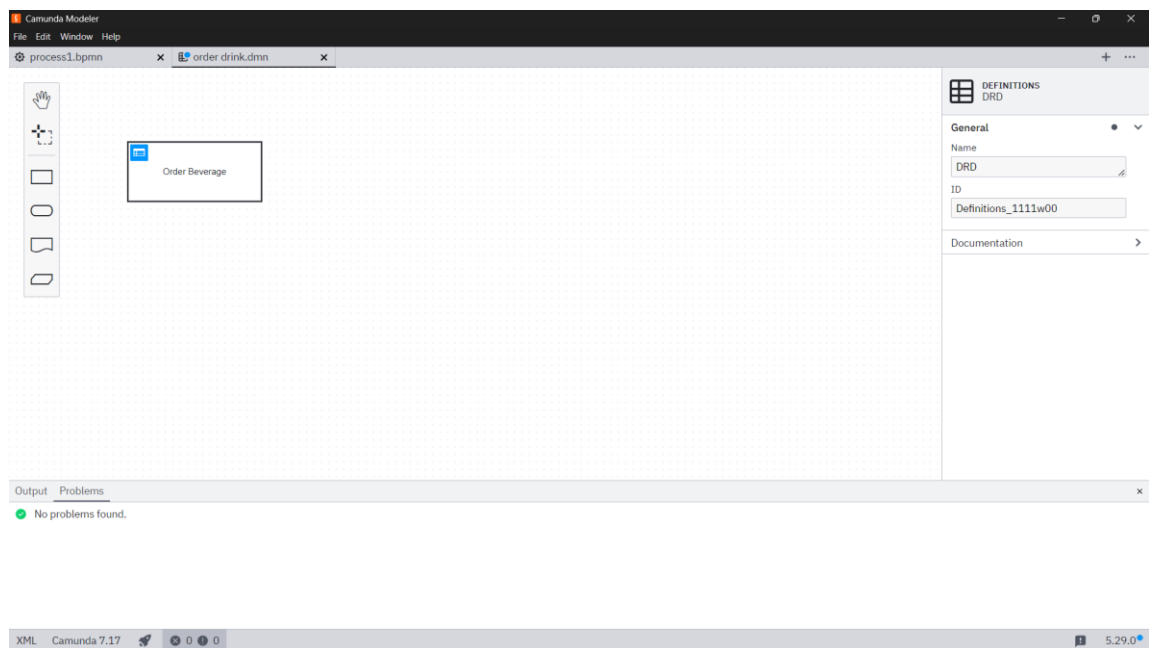 Camunda Modeler
File Edit Window Help
process1.bpmn order drink.dmn
DEFINITIONS
DRD
General
Name
DRD
ID
Definitions_1111w00
Documentation
Order Beverage
Output Problems
No problems found.
XML Camunda 7.17 0 0 5.29.0